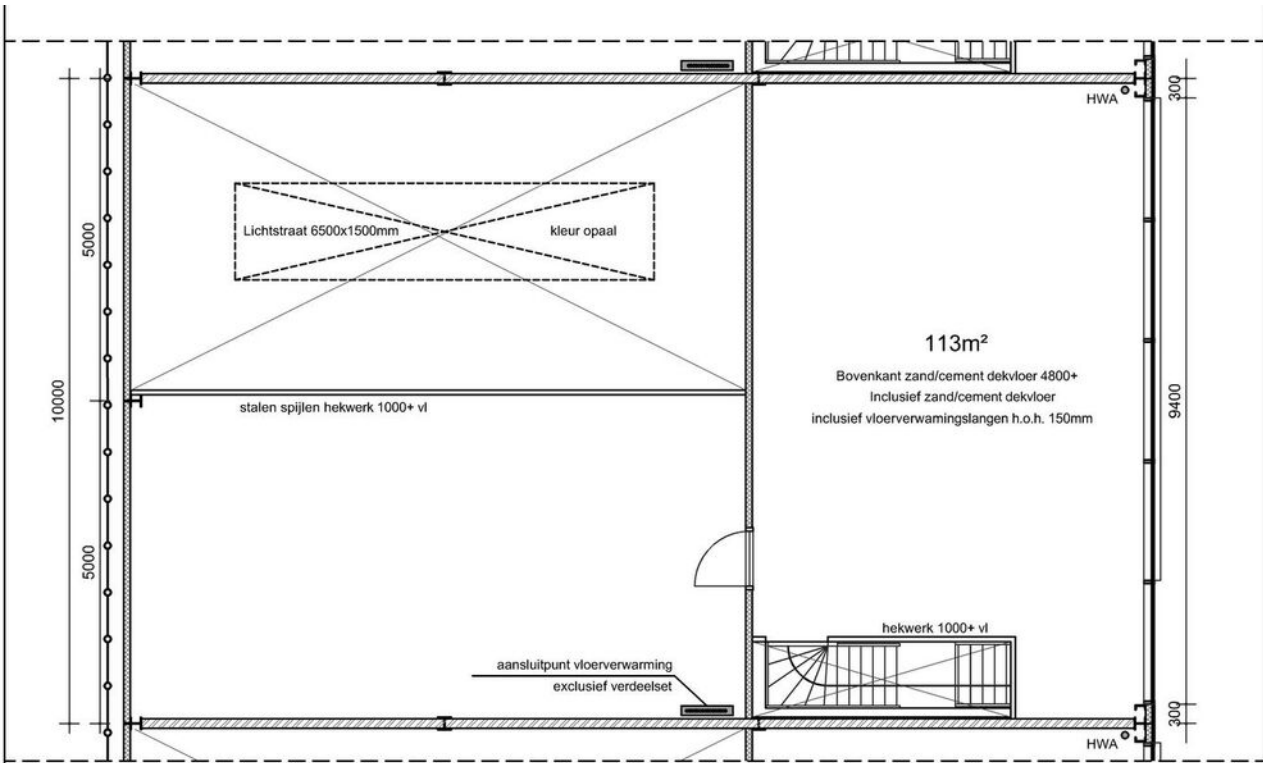 HWA
300
Lichtstraat 6500x1500mm
kleur opaal
5000
113m²
Bovenkant zand/cement dekvloer 4800+
Inclusief zand/cement dekvloer
inclusief vloerverwamingslangen h.o.h. 150mm
10000
9400
stalen spijlen hekwerk 1000+ vl
5000
hekwerk 1000+ vl
aansluitpunt vloerverwarming
exclusief verdeelset
300
HWA